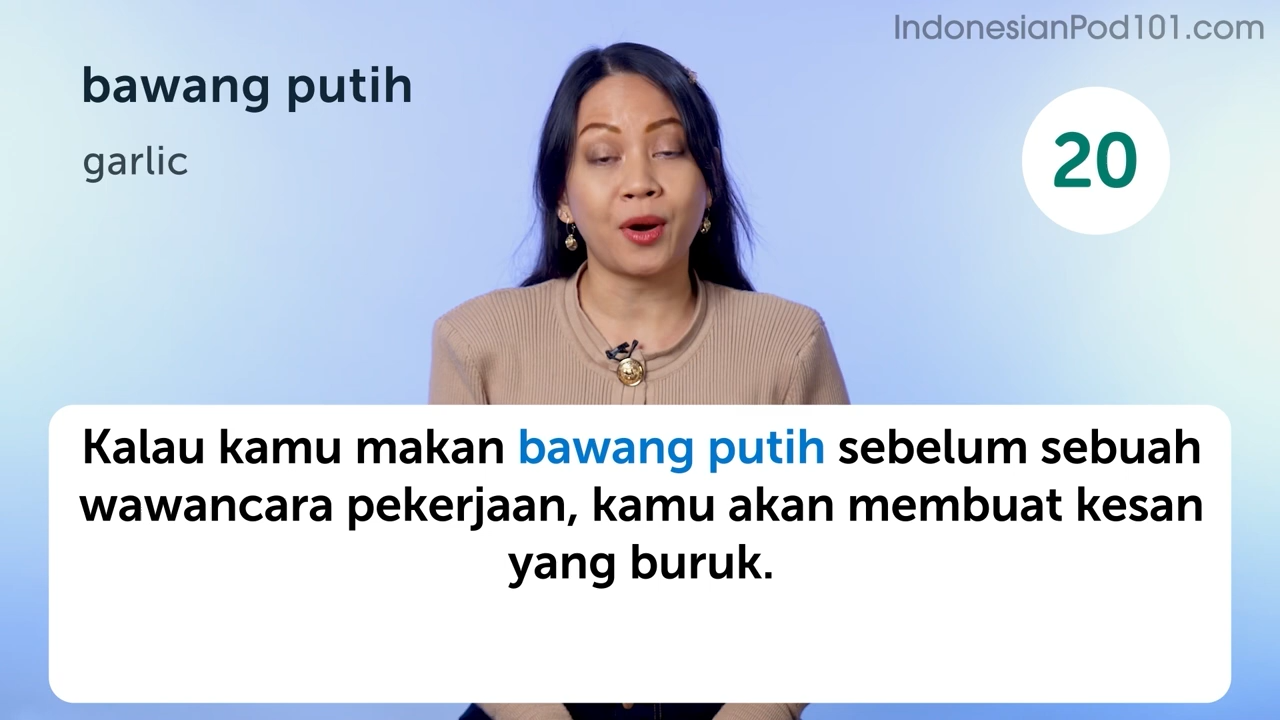 IndonesianPod101.com
bawang putih
garlic
20
Kalau kamu makan bawang putih sebelum sebuah
wawancara pekerjaan, kamu akan membuat kesan
yang buruk.